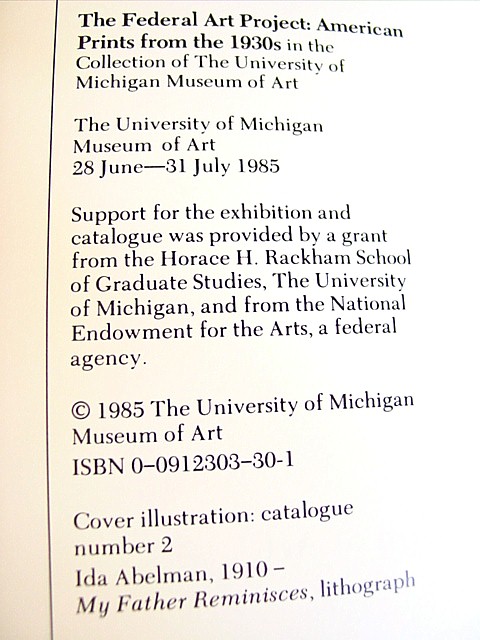 The Federal Art Project: American
Prints from the 1930s in the
Collection of The University of
Michigan Museum of Art
The University of Michigan
Museum of Art
28 June—31 July 1985
Support for the exhibition and
catalogue was provided by a grant
from the Horace H. Rackham School
of Graduate Studies, The University
of Michigan, and from the National
Endowment for the Arts, a federal
agency.
© 1985 The University of Michigan
Museum of Art
ISBN 0–0912303–30-1
Cover illustration: catalogue
number 2
Ida Abelman, 1910 –
My Father Reminisces, lithograph